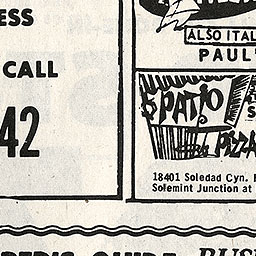 ESS
CALL
42
ALSO ITAL
PAUL'
PATIO
PIZZA
18401 Soledad Cyn.
Solemint Junction at